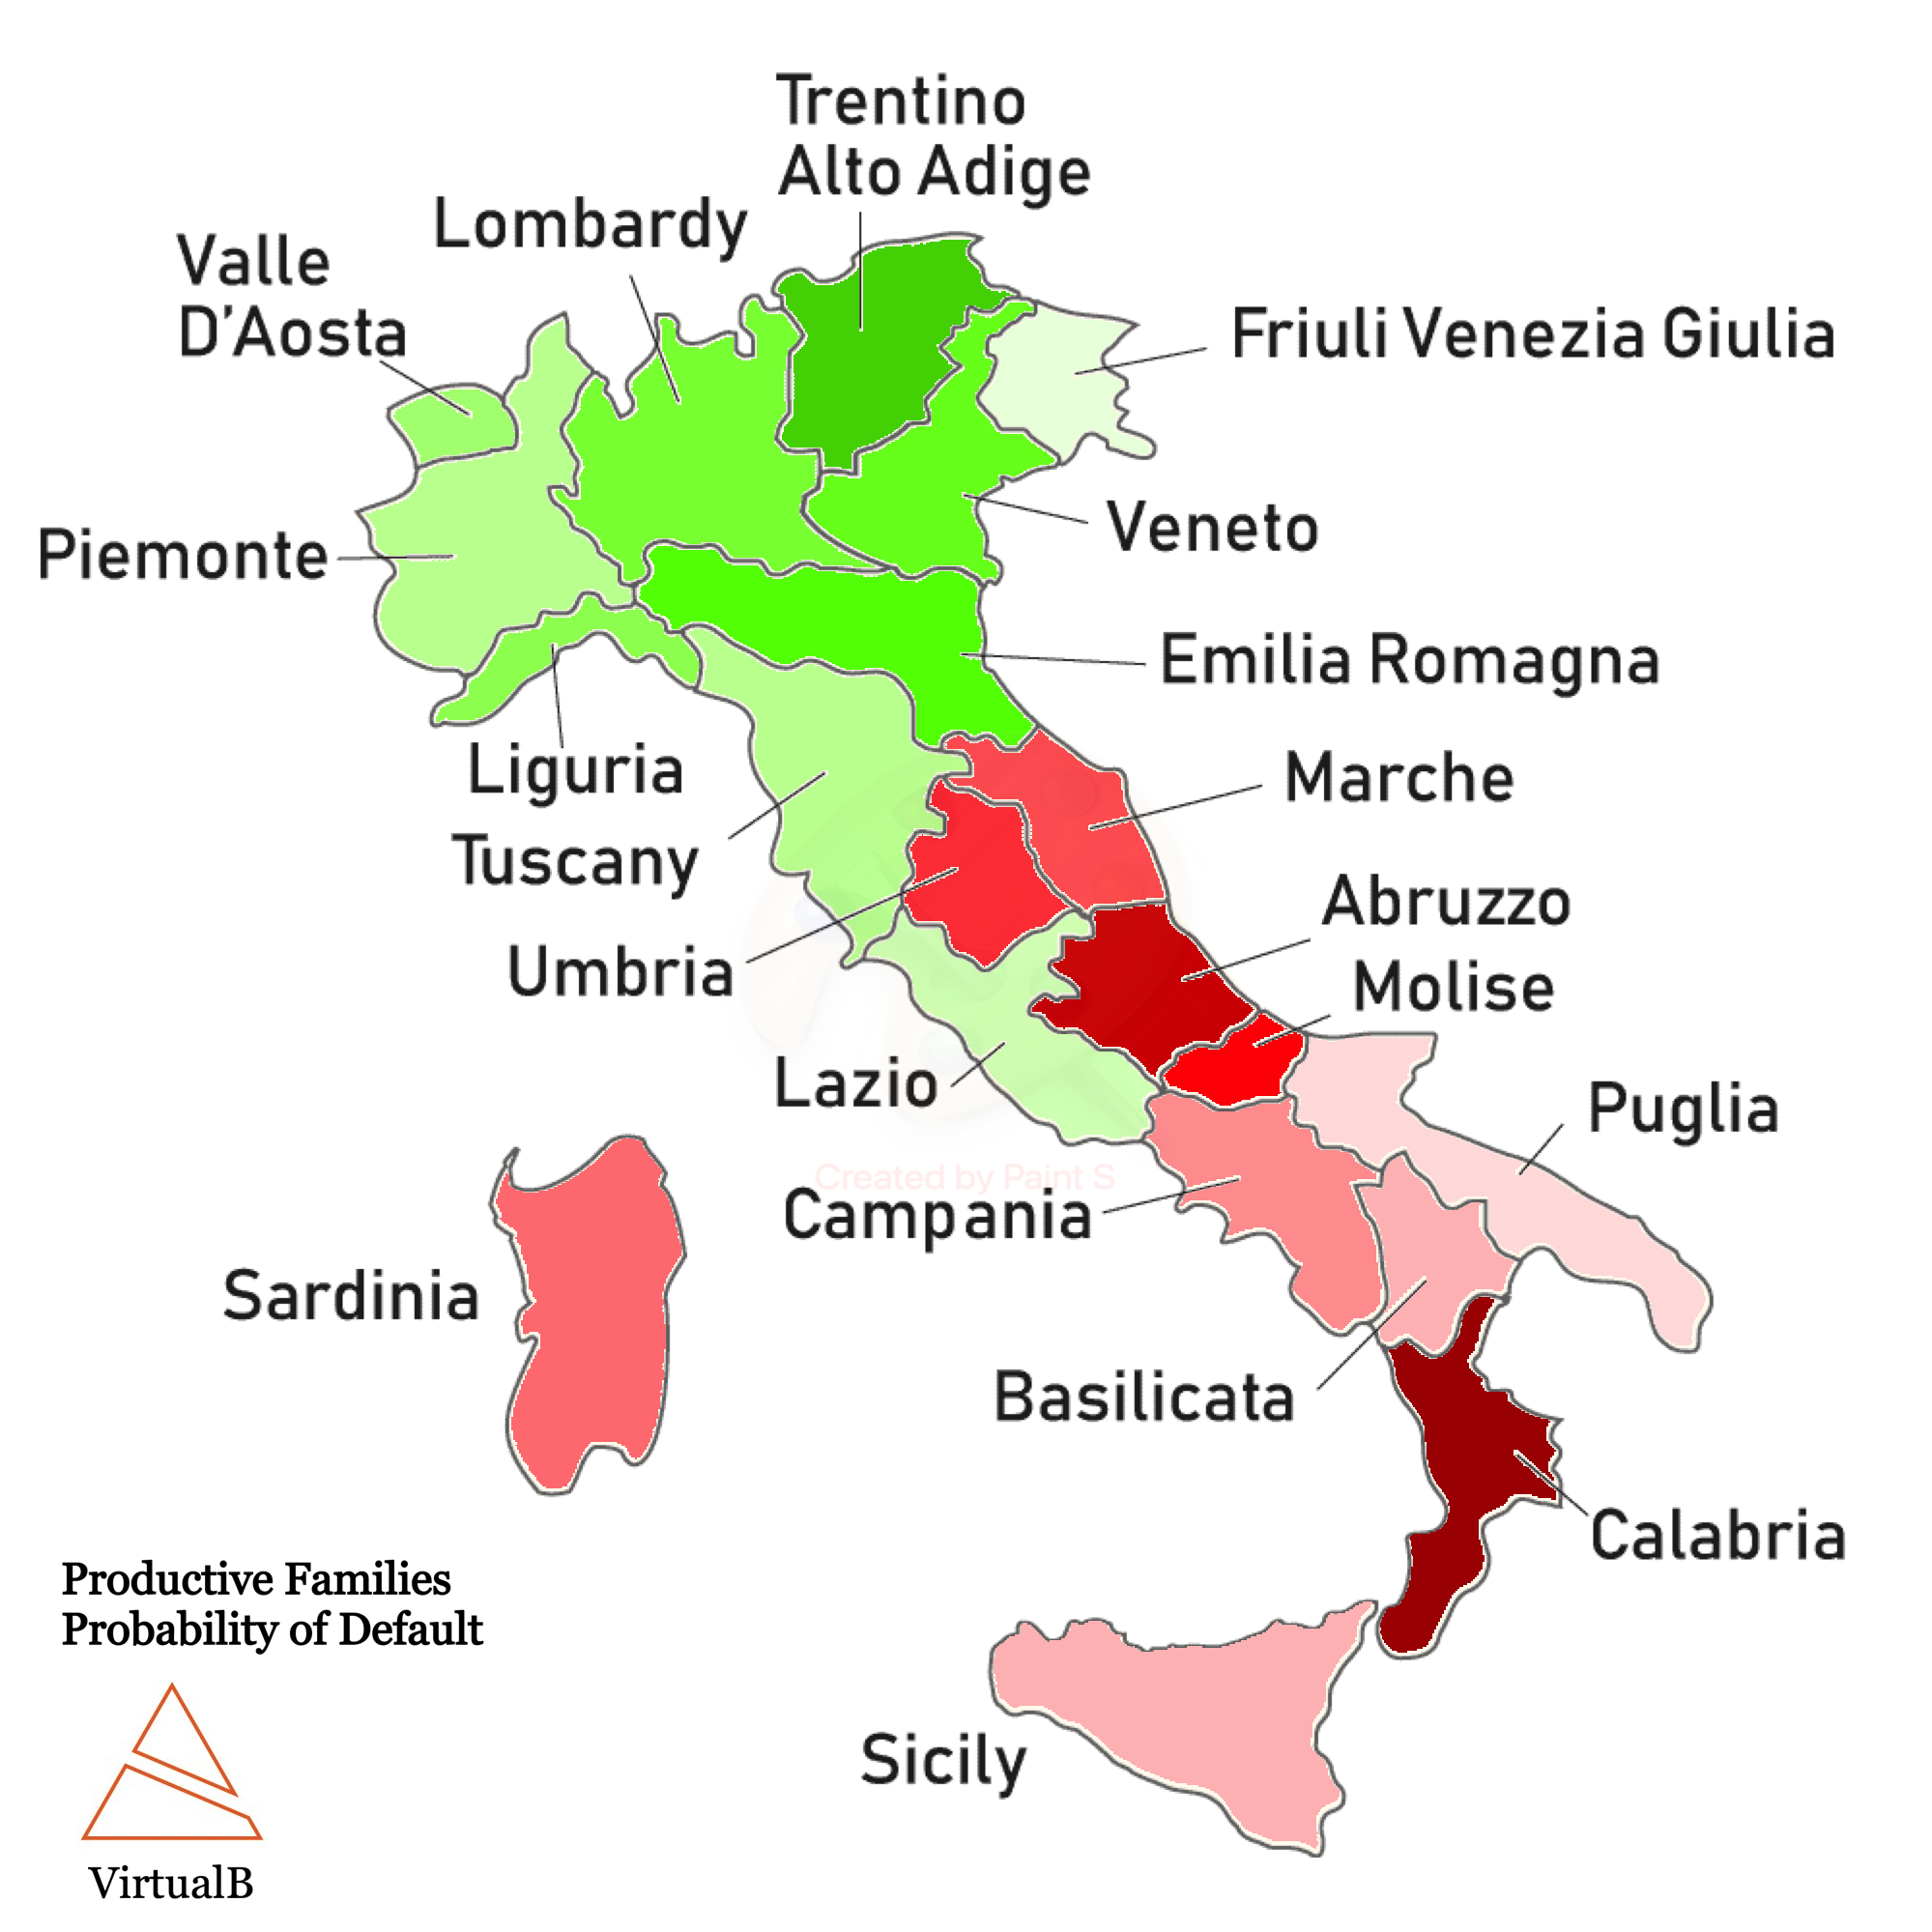 Trentino
Alto Adige
Lombardy
Valle
D'Aosta
Friuli Venezia Giulia
Veneto
Piemonte
Emilia Romagna
Liguria
Marche
Tuscany
Abruzzo
Umbria
Molise
Lazio
Puglia
Created by Paint S
Campania
Sardinia
Basilicata
Calabria
Productive Families
Probability of Default
Sicily
VirtualB